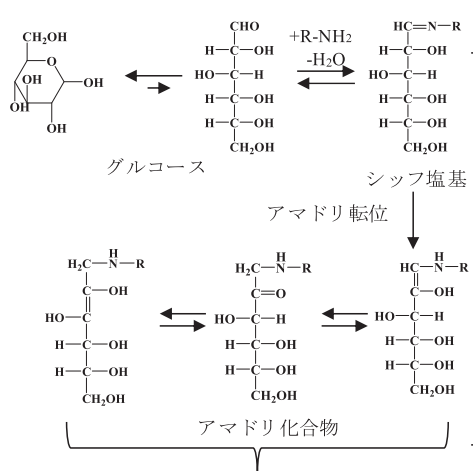 CH₂OH
O
OH
OH
OH
OH
CHO
H-C-OH
HO-C-H
H-C-OH
H-C-OH
CH₂OH
グルコース
+R-NH₂
-H₂O
HC=N-R
C-OH
HO-C-H
H-C-OH
H-C-OH
CH₂OH
シッフ塩基
アマドリ転位
H
H₂C-N-R
C-OH
HO-C
H-C-OH
H-C-OH
CH₂OH
H
H₂C-N-R
C=O
HO-C-H
H-C-OH
H-C-OH
CH₂OH
H
HC-N-R
C-OH
HO-C-H
H-C-OH
H-C-OH
CH₂OH
アマドリ化合物